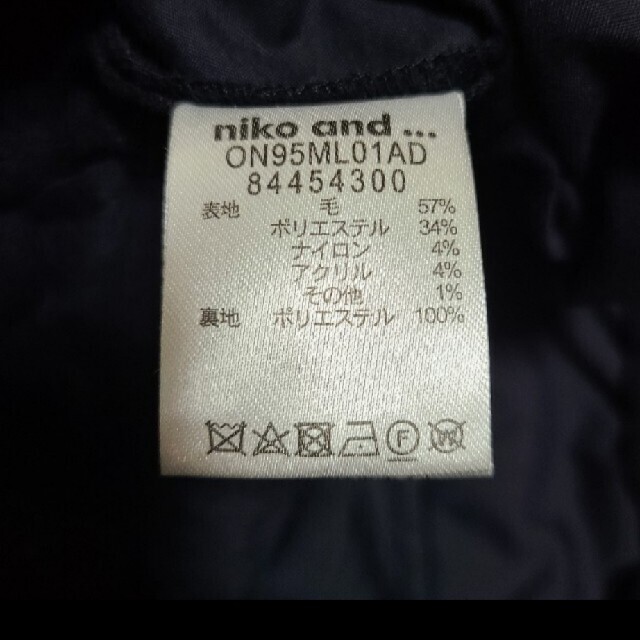 niko and ...
ON95ML01AD
84454300
表地 毛 57%
ポリエステル 34%
ナイロン 4%
アクリル 4%
その他 1%
裏地 ポリエステル 100%
F W